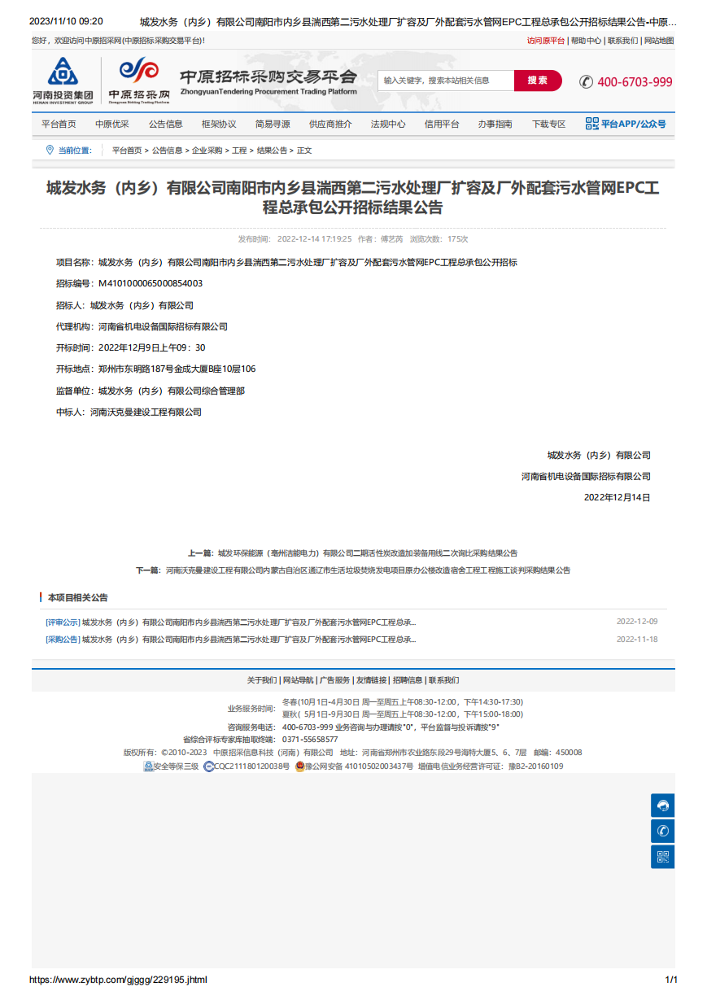 2023/11/10 09:20 城发水务（内乡）有限公司南阳市内乡县湍西第二污水处理厂扩容及厂外配套污水管网EPC工程总承包公开招标结果公告-中原…
您好，欢迎访问中原招采网(中原招标采购交易平台)! 访问原平台 | 帮助中心 | 联系我们 | 网站地图
河南投资集团
HENAN INVESTMENT GROUP
中原招采网
Zhongyuan Bidding Trading Platform
中原招标采购交易平台
ZhongyuanTendering Procurement Trading Platform
输入关键字，搜索本站相关信息 搜索
400-6703-999
平台首页 中原优采 公告信息 框架协议 简易寻源 供应商推介 法规中心 信用平台 办事指南 下载专区 平台APP/公众号
当前位置： 平台首页 > 公告信息 > 企业采购 > 工程 > 结果公告 > 正文
城发水务（内乡）有限公司南阳市内乡县湍西第二污水处理厂扩容及厂外配套污水管网EPC工
程总承包公开招标结果公告
发布时间： 2022-12-14 17:19:25 作者：傅艺芮 浏览次数：175次
项目名称：城发水务（内乡）有限公司南阳市内乡县湍西第二污水处理厂扩容及厂外配套污水管网EPC工程总承包公开招标
招标编号：M4101000065000854003
招标人：城发水务（内乡）有限公司
代理机构：河南省机电设备国际招标有限公司
开标时间：2022年12月9日上午09：30
开标地点：郑州市东明路187号金成大厦B座10层106
监督单位：城发水务（内乡）有限公司综合管理部
中标人：河南沃克曼建设工程有限公司
城发水务（内乡）有限公司
河南省机电设备国际招标有限公司
2022年12月14日
上一篇：城发环保能源（亳州洁能电力）有限公司二期活性炭改造加装备用线二次询比采购结果公告
下一篇：河南沃克曼建设工程有限公司内蒙古自治区通辽市生活垃圾焚烧发电项目原办公楼改造宿舍工程工程施工谈判采购结果公告
本项目相关公告
[评审公示] 城发水务（内乡）有限公司南阳市内乡县湍西第二污水处理厂扩容及厂外配套污水管网EPC工程总承... 2022-12-09
[采购公告] 城发水务（内乡）有限公司南阳市内乡县湍西第二污水处理厂扩容及厂外配套污水管网EPC工程总承... 2022-11-18
关于我们 | 网站导航 | 广告服务 | 友情链接 | 招聘信息 | 联系我们
业务服务时间： 冬春(10月1日-4月30日 周一至周五上午08:30-12:00，下午14:30-17:30)
夏秋( 5月1日-9月30日 周一至周五上午08:30-12:00，下午15:00-18:00)
咨询服务电话： 400-6703-999 业务咨询与办理请按"0"，平台监督与投诉请按"9"
省综合评标专家库抽取终端： 0371-55658577
版权所有：©2010-2023 中原招采信息科技（河南）有限公司 地址：河南省郑州市农业路东段29号海特大厦5、6、7层 邮编：450008
安全等保三级 CQC211180120038号 豫公网安备 41010502003437号 增值电信业务经营许可证：豫B2-20160109
https://www.zybtp.com/gjggg/229195.jhtml 1/1